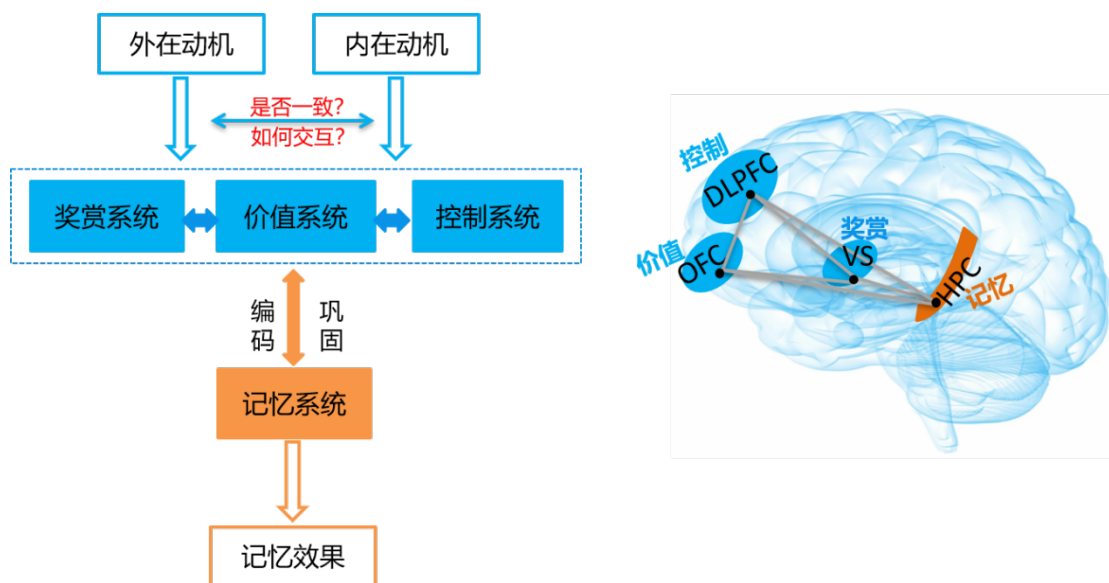 外在动机
内在动机
是否一致?
如何交互?
奖赏系统
价值系统
控制系统
编码
巩固
记忆系统
记忆效果
控制
DLPFC
价值
OFC
奖赏
VS
HPC
记忆